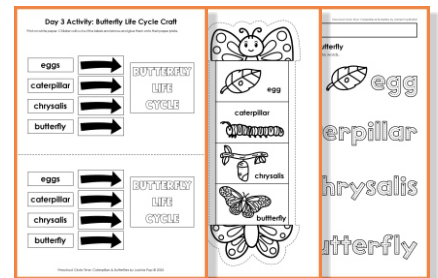 Day 3 Activity: Butterfly Life Cycle Craft
eggs
caterpillar
chrysalis
butterfly
BUTTERFLY
LIFE
CYCLE
eggs
caterpillar
chrysalis
butterfly
BUTTERFLY
LIFE
CYCLE
egg
caterpillar
chrysalis
butterfly
tterfly
egg
erpillar
hrysalis
utterfly